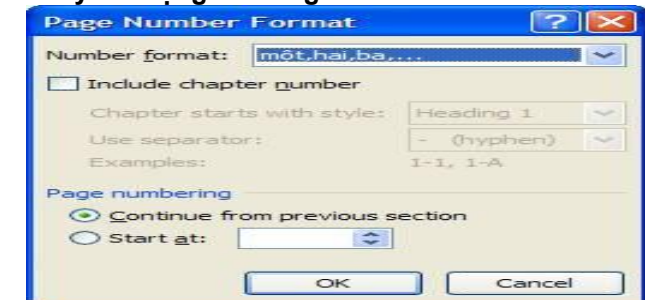 Page Number Format
Number format: một,hai,ba,...
Include chapter number
Chapter starts with style: Heading 1
Use separator: - (hyphen)
Examples: 1-1, 1-A
Page numbering
Continue from previous section
Start at:
OK Cancel